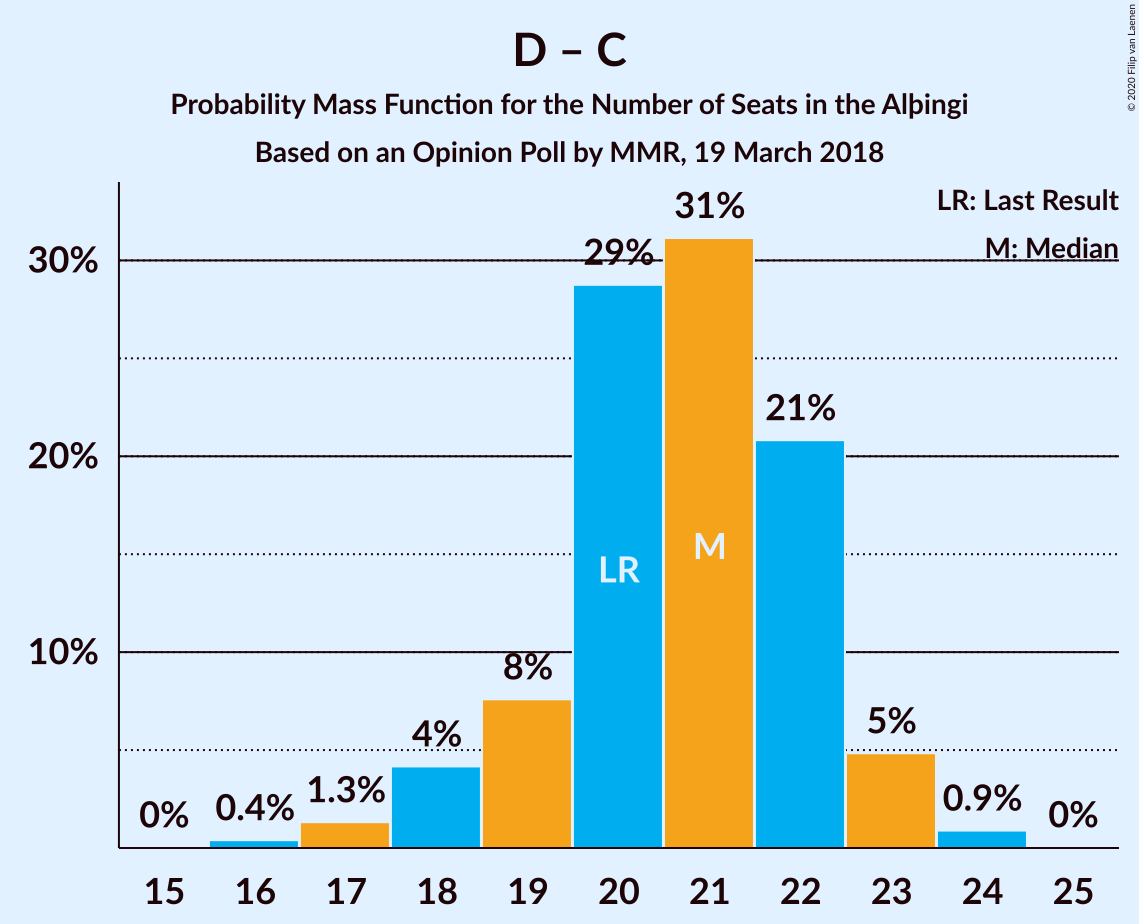 D – C
Probability Mass Function for the Number of Seats in the Alþingi
Based on an Opinion Poll by MMR, 19 March 2018
© 2020 Filip van Laenen
LR: Last Result
M: Median
30%
20%
10%
0%
0.4%
1.3%
4%
8%
29%
31%
21%
5%
0.9%
0%
LR
M
15 16 17 18 19 20 21 22 23 24 25